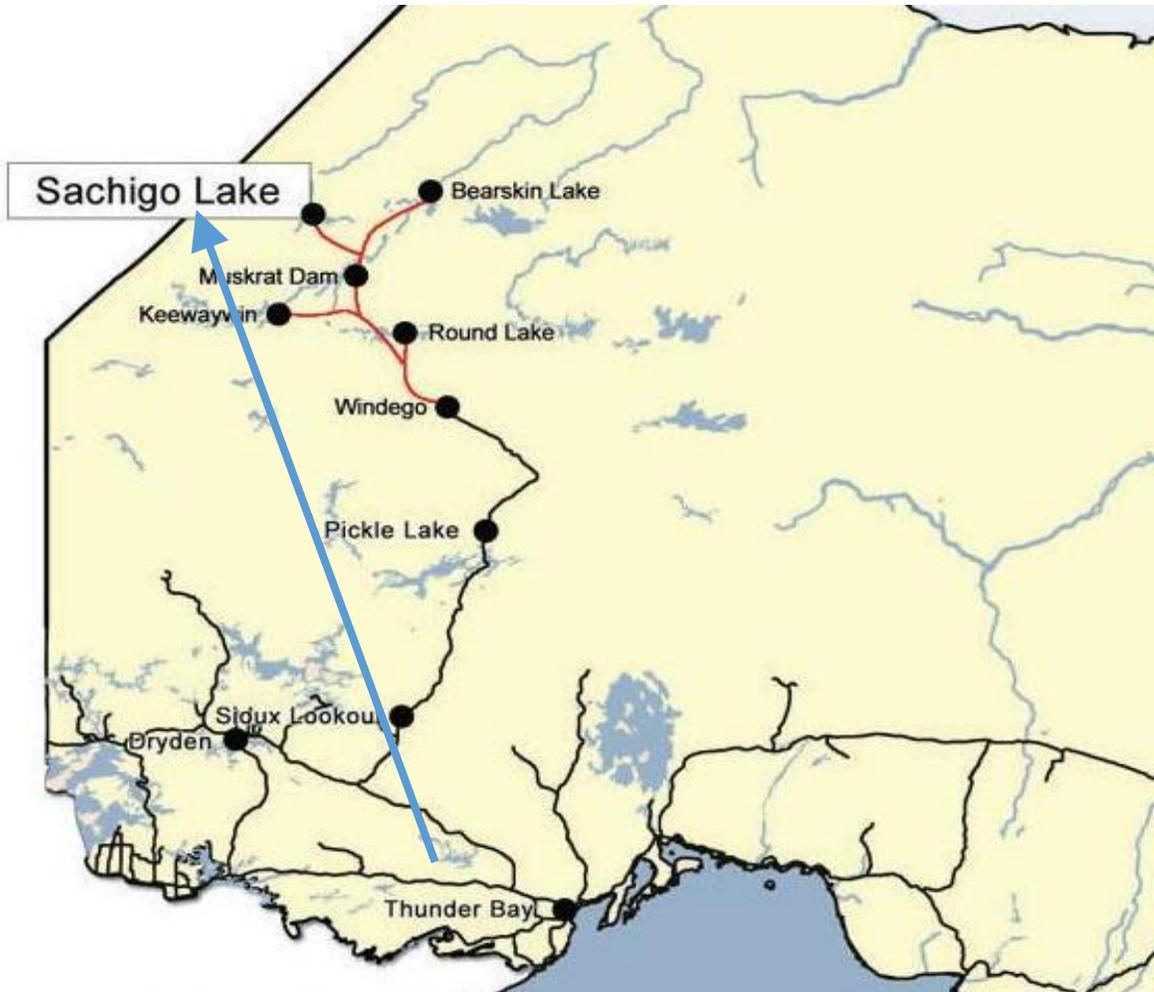 Sachigo Lake
Bearskin Lake
Muskrat Dam
Keewaywin
Round Lake
Windego
Pickle Lake
Sioux Lookout
Dryden
Thunder Bay